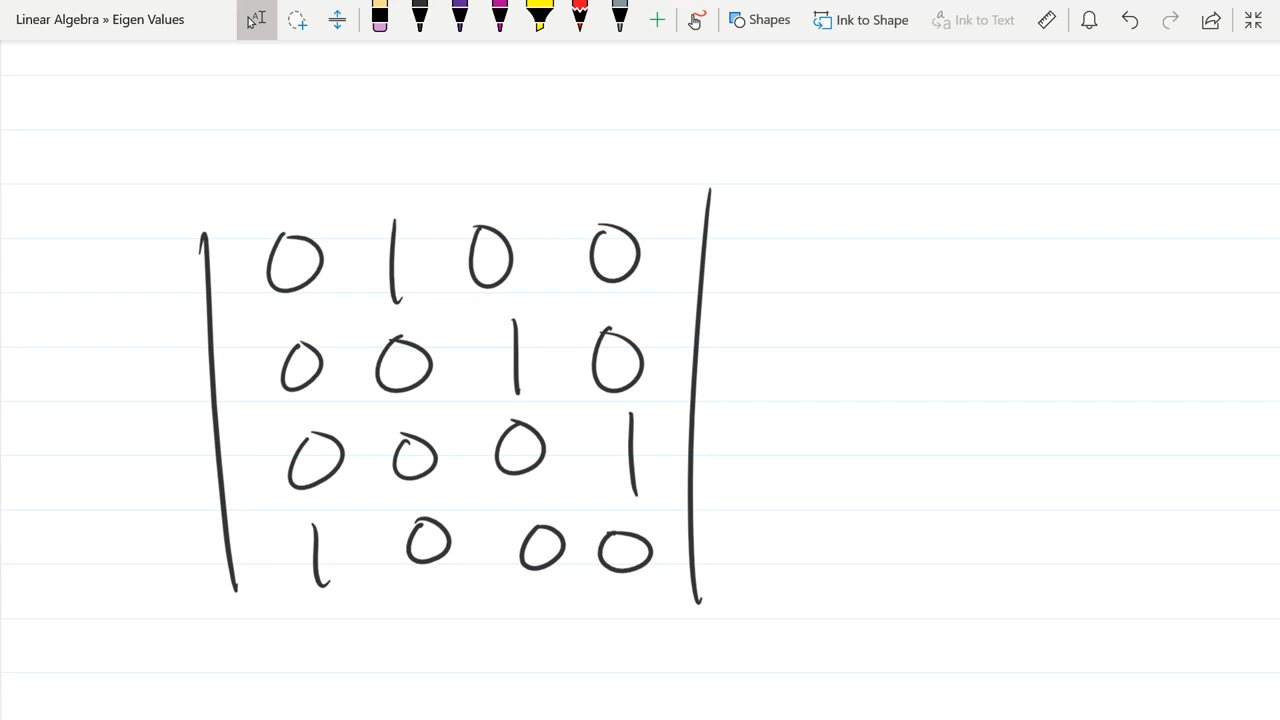 Linear Algebra » Eigen Values
Shapes
Ink to Shape
Ink to Text
0 1 0 0
0 0 1 0
0 0 0 1
1 0 0 0